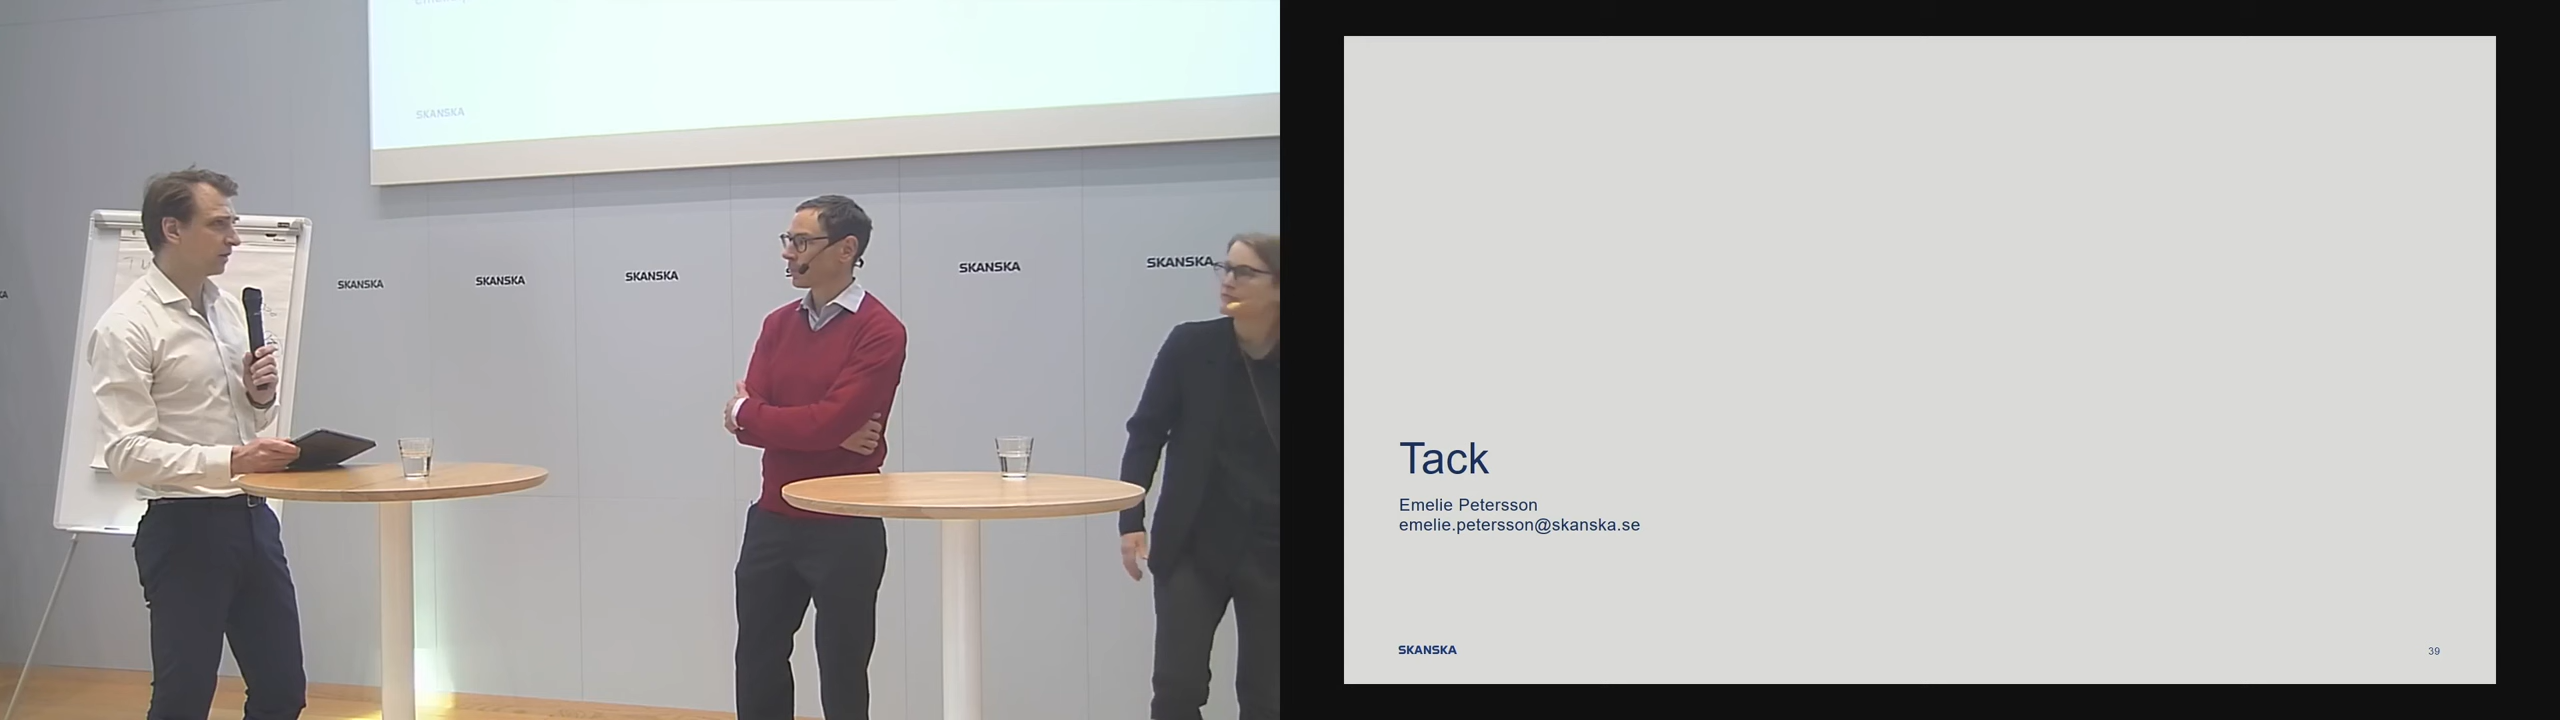 SKANSKA
SKANSKA
SKANSKA
SKANSKA
SKANSKA
SKANSKA
Tack
Emelie Petersson
emelie.petersson@skanska.se
SKANSKA
39